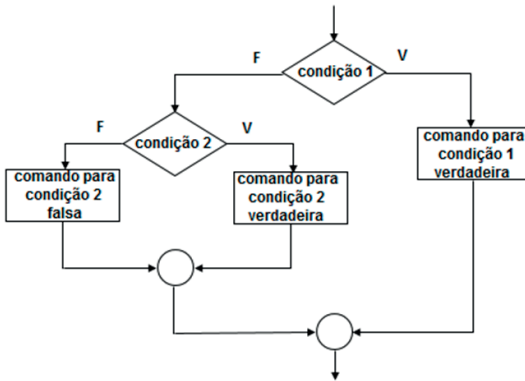 F
condição 1
V
F
condição 2
V
comando para
condição 1
verdadeira
comando para
condição 2
falsa
comando para
condição 2
verdadeira